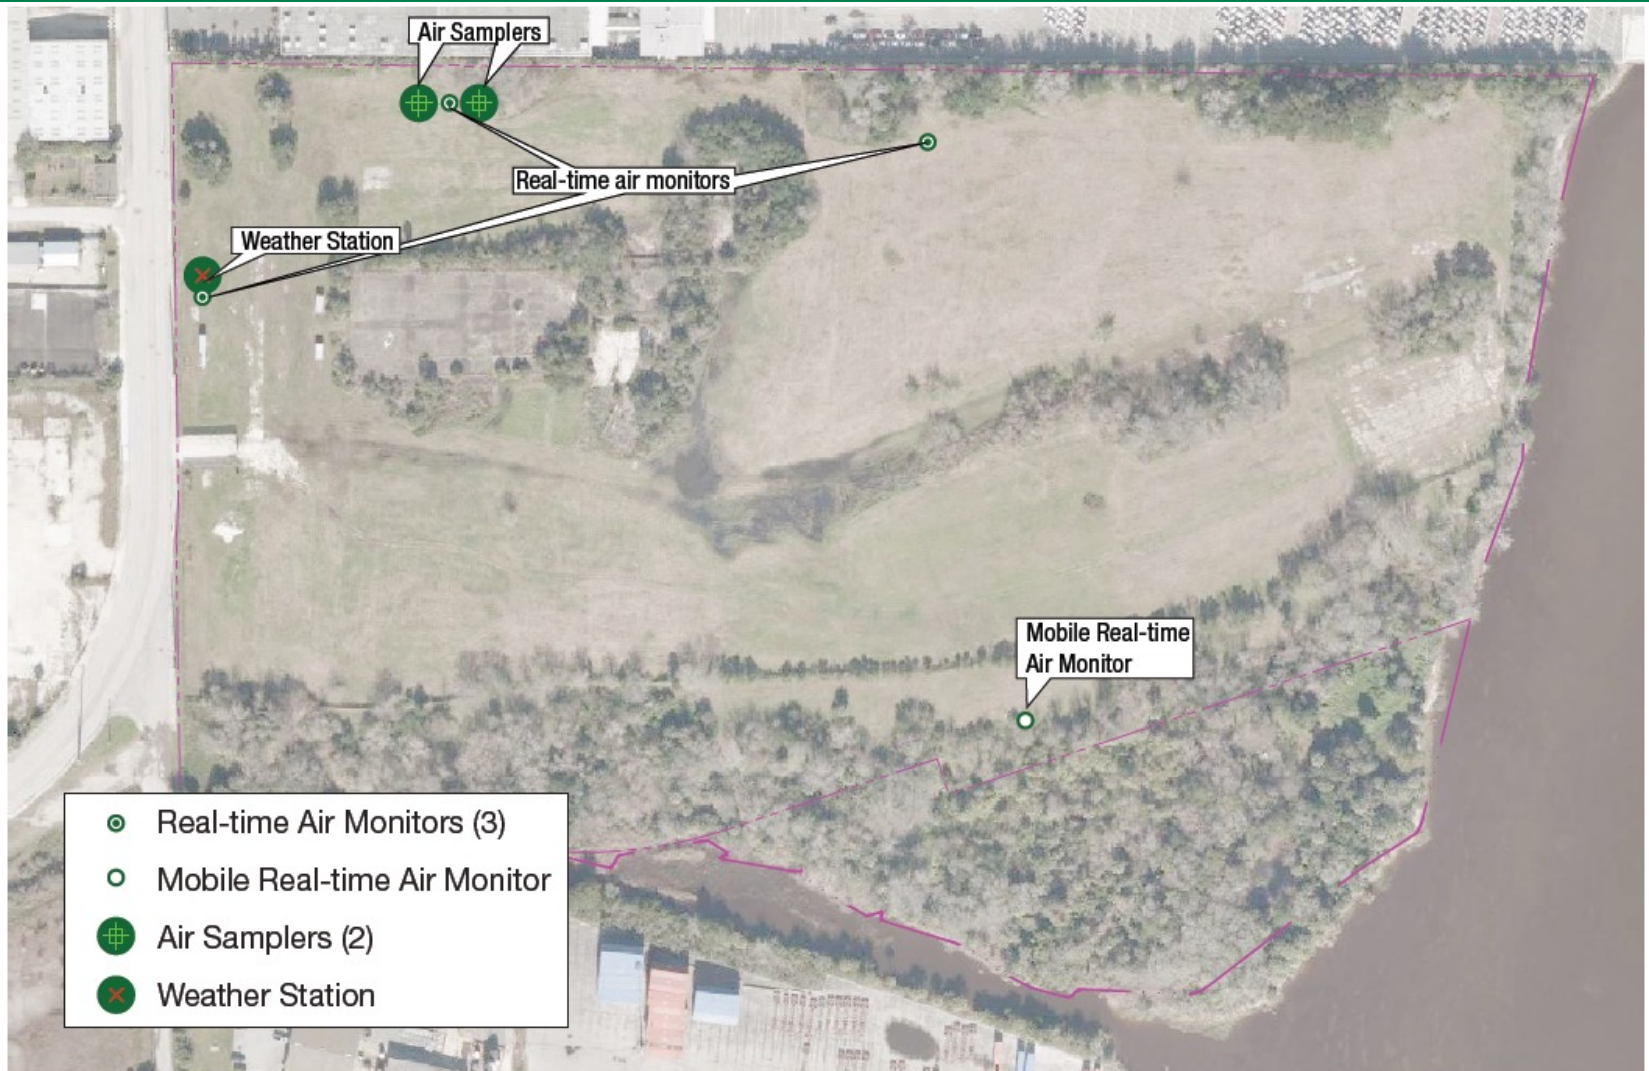 Air Samplers
Real-time air monitors
Weather Station
Mobile Real-time
Air Monitor
Real-time Air Monitors (3)
Mobile Real-time Air Monitor
Air Samplers (2)
Weather Station